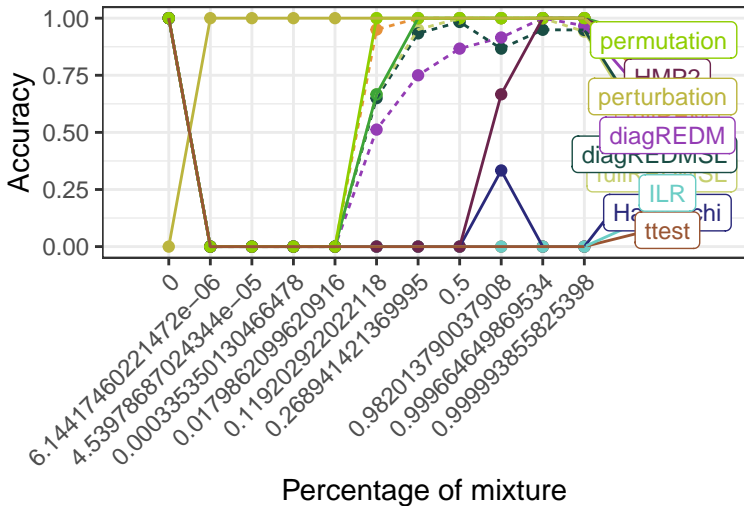 1.00
0.75
0.50
0.25
0.00
Accuracy
permutation
HMP2
perturbation
diagREDM
diagREDMSE
ILR
ttest
0
6.14417460221472e−06
4.5397868702434​4e−05
0.000335350130466478
0.0179862099620916
0.119202922022118
0.268941421369995
0.5
0.982013790037908
0.999664649869534
0.999993855825398
Percentage of mixture